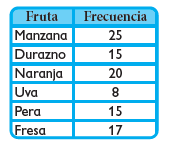 Fruta Frecuencia
Manzana 25
Durazno 15
Naranja 20
Uva 8
Pera 15
Fresa 17